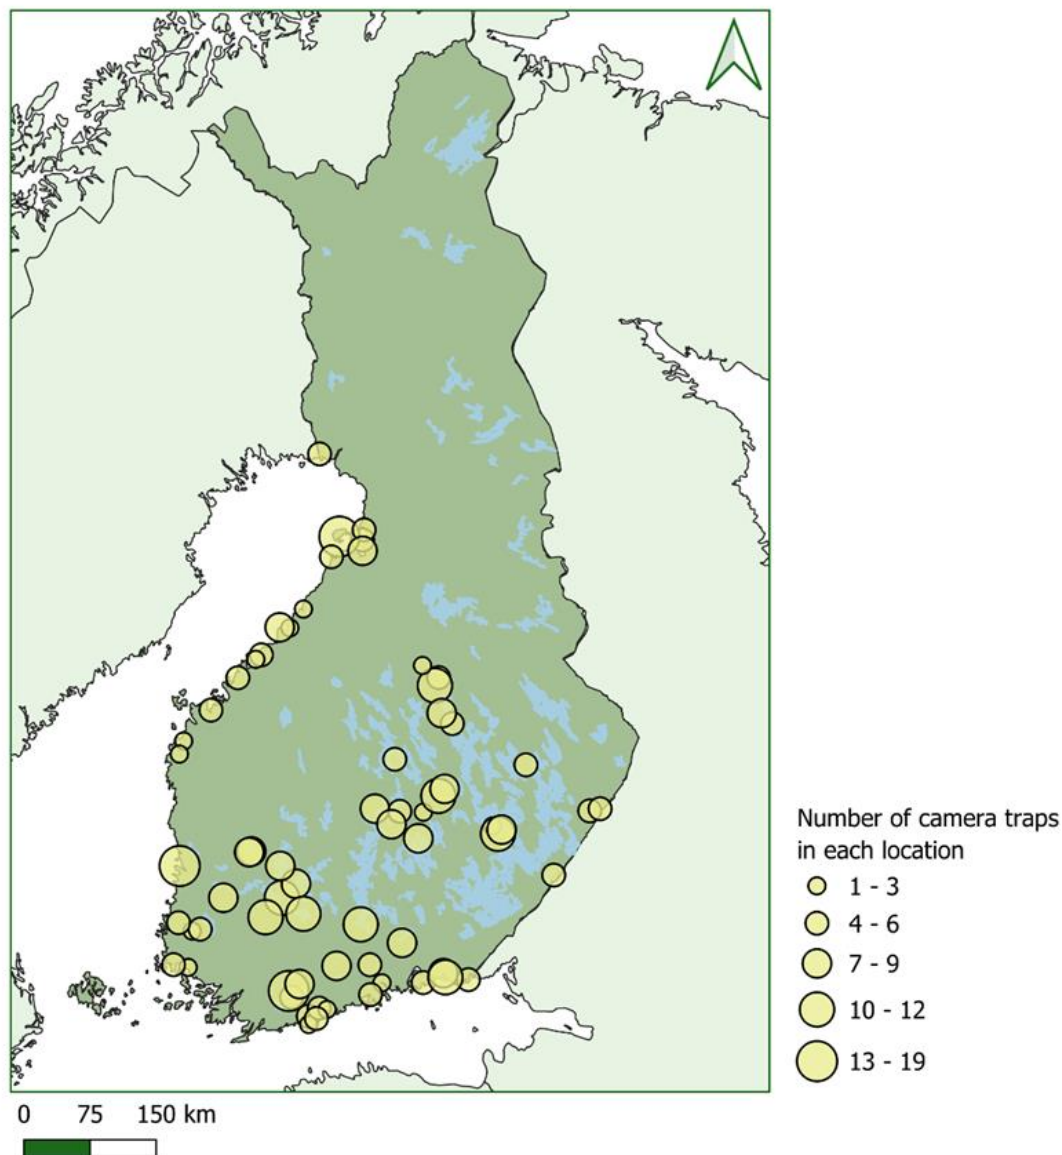 Number of camera traps
in each location
1 - 3
4 - 6
7 - 9
10 - 12
13 - 19
0 75 150 km